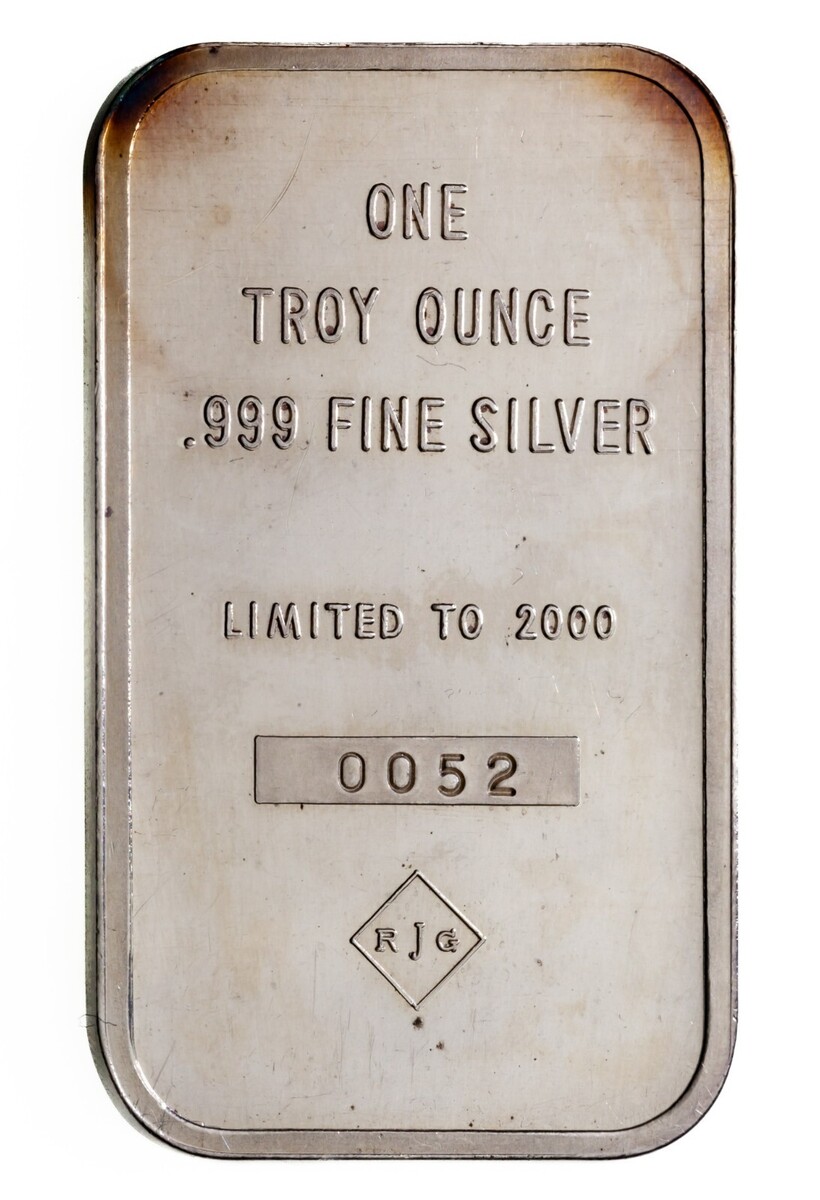 ONE
TROY OUNCE
.999 FINE SILVER
LIMITED TO 2000
0052
RJG